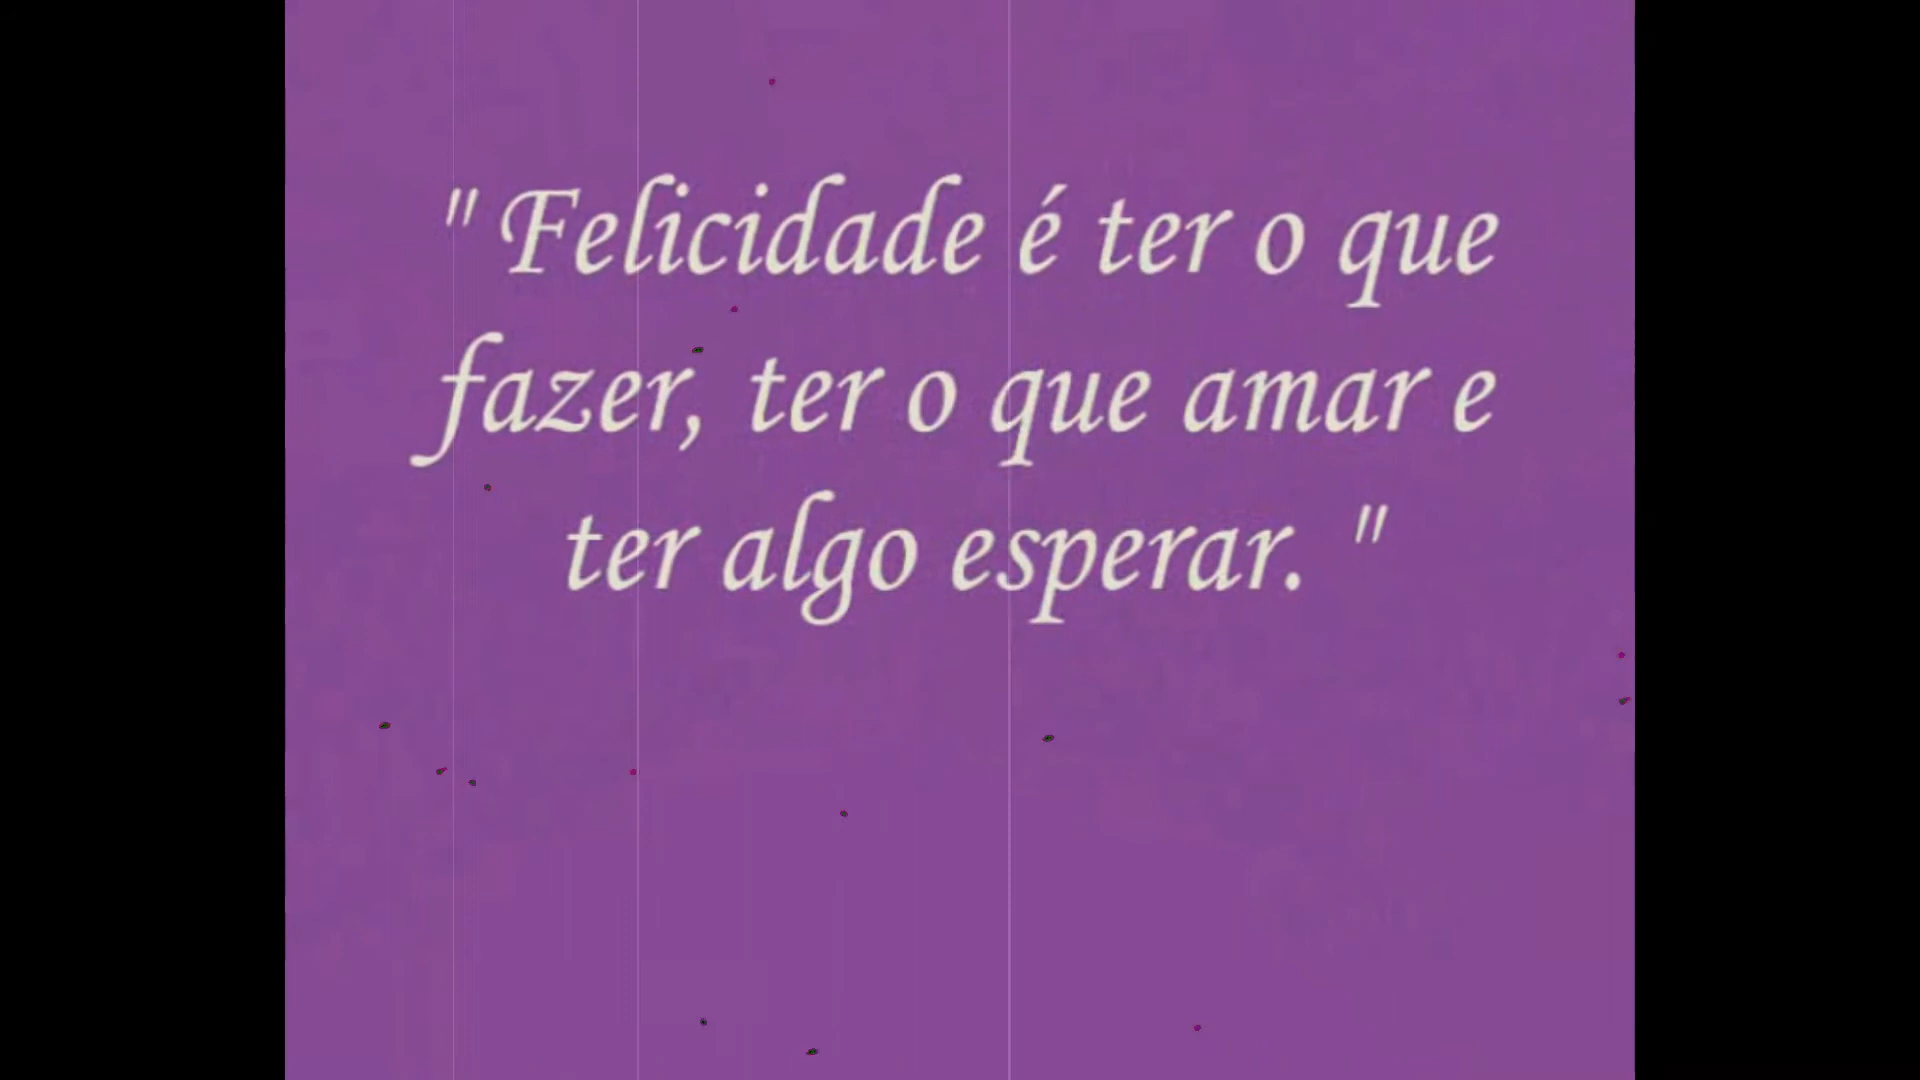 " Felicidade é ter o que
fazer, ter o que amar e
ter algo esperar. "